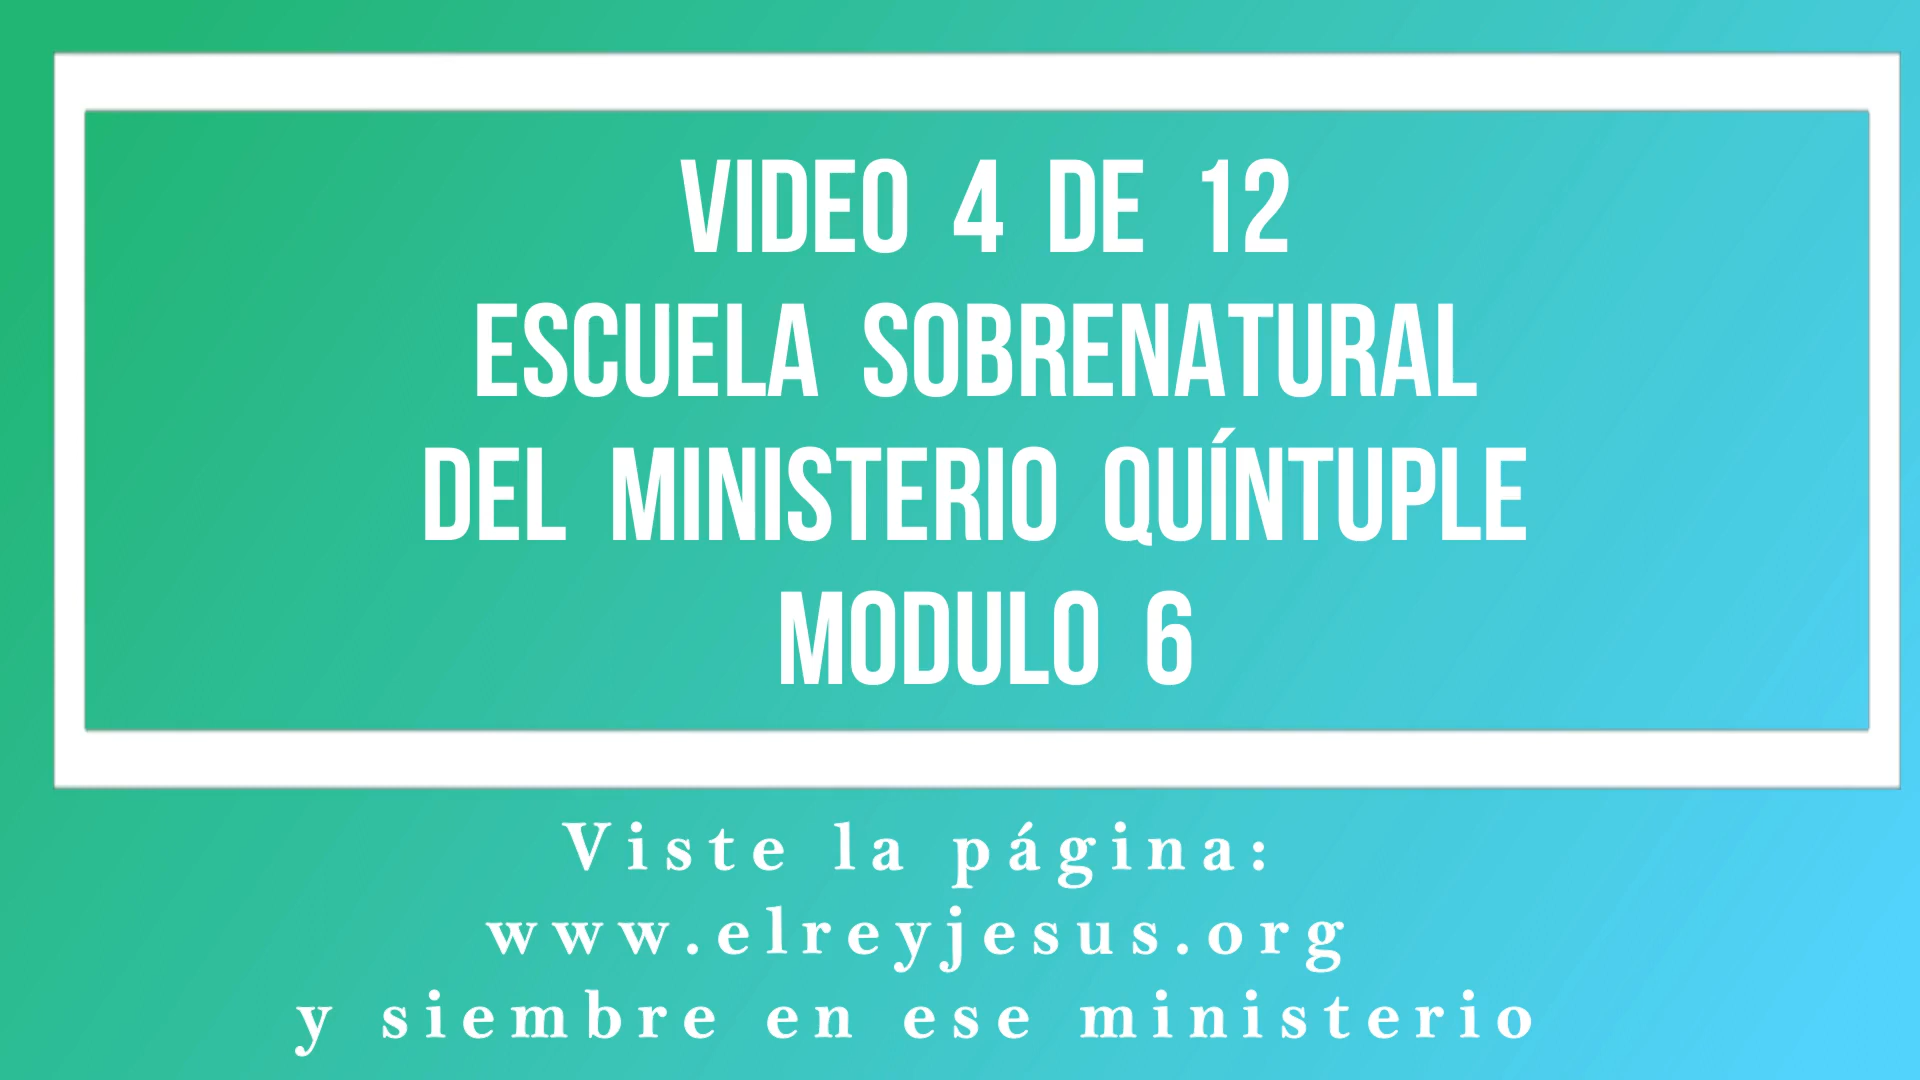 VIDEO 4 DE 12
ESCUELA SOBRENATURAL
DEL MINISTERIO QUÍNTUPLE
MODULO 6
Viste la página:
www.elreyjesus.org
y siembre en ese ministerio